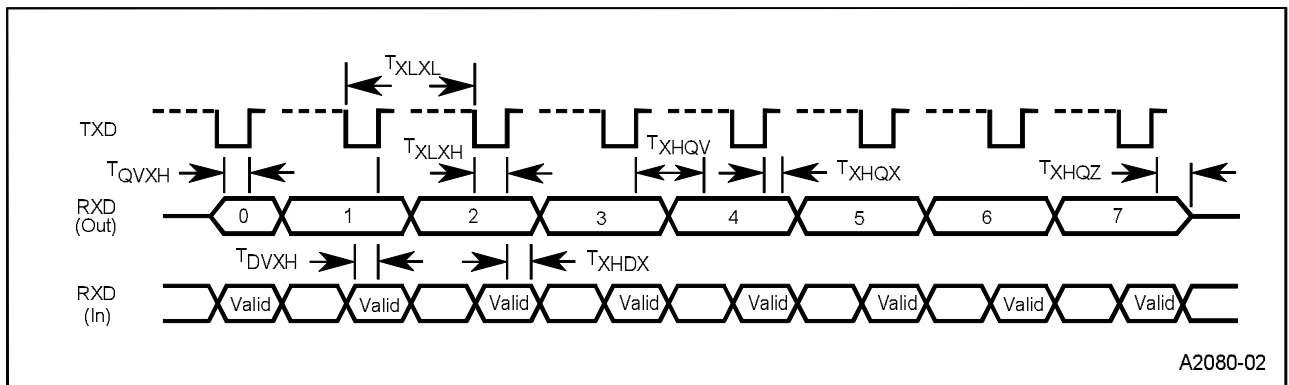 TXLXL
TXD
TXLXH
TXHQV
TQVXH
TXHQX
TXHQZ
RXD
(Out)
0 1 2 3 4 5 6 7
TDVXH
TXHDX
RXD
(In)
Valid Valid Valid Valid Valid Valid Valid Valid
A2080-02